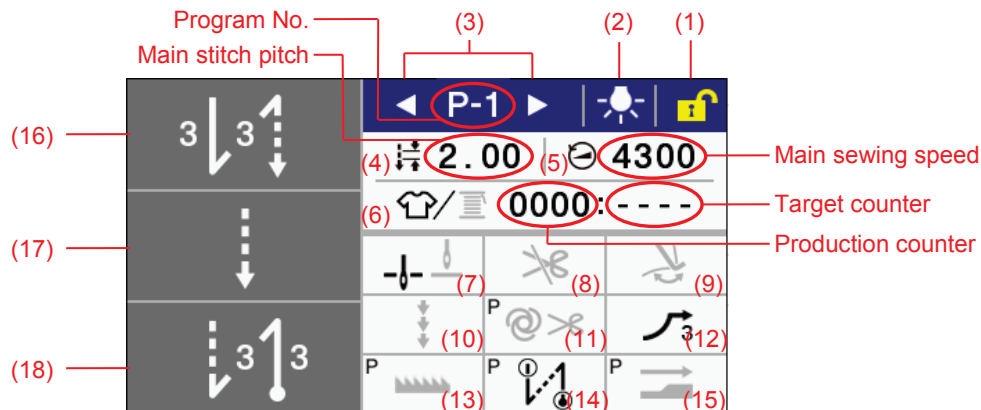 Program No. (3) (2) (1)
Main stitch pitch
P-1
(16) 3 3 (4) 2.00 (5) 4300 Main sewing speed
(6) / 0000:---- Target counter
Production counter
(17) (7) (8) (9)
(10) P (11) 3 (12)
(18) 3 3 P (13) P (14) P (15)